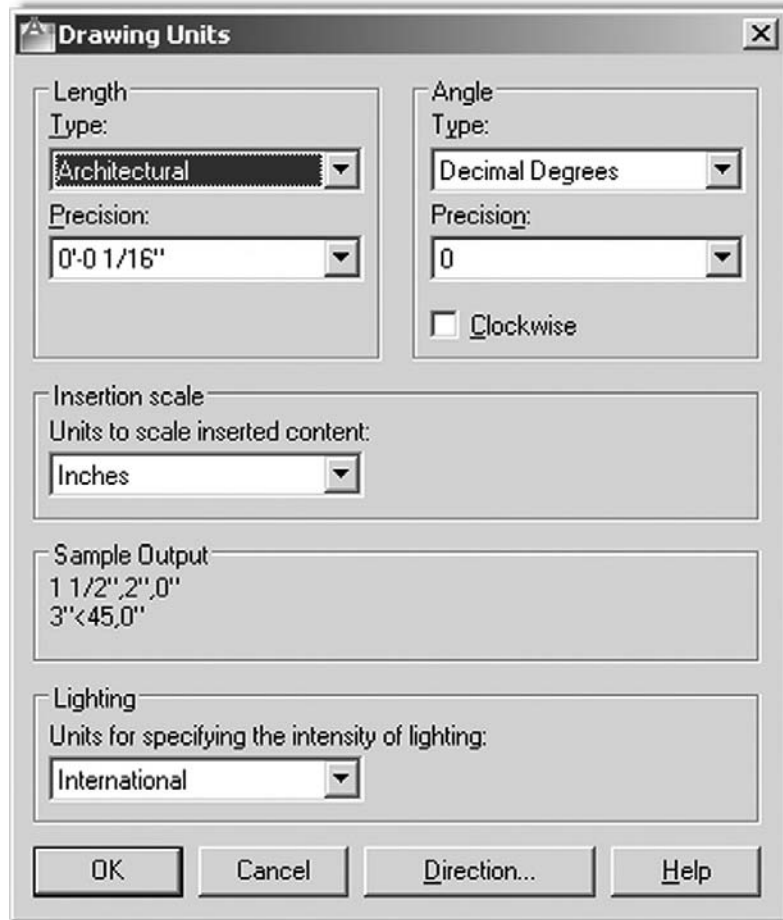 Drawing Units
Length
Type:
Architectural
Precision:
0'-0 1/16"
Angle
Type:
Decimal Degrees
Precision:
0
Clockwise
Insertion scale
Units to scale inserted content:
Inches
Sample Output
1 1/2",2",0"
3"<45,0"
Lighting
Units for specifying the intensity of lighting:
International
OK
Cancel
Direction...
Help